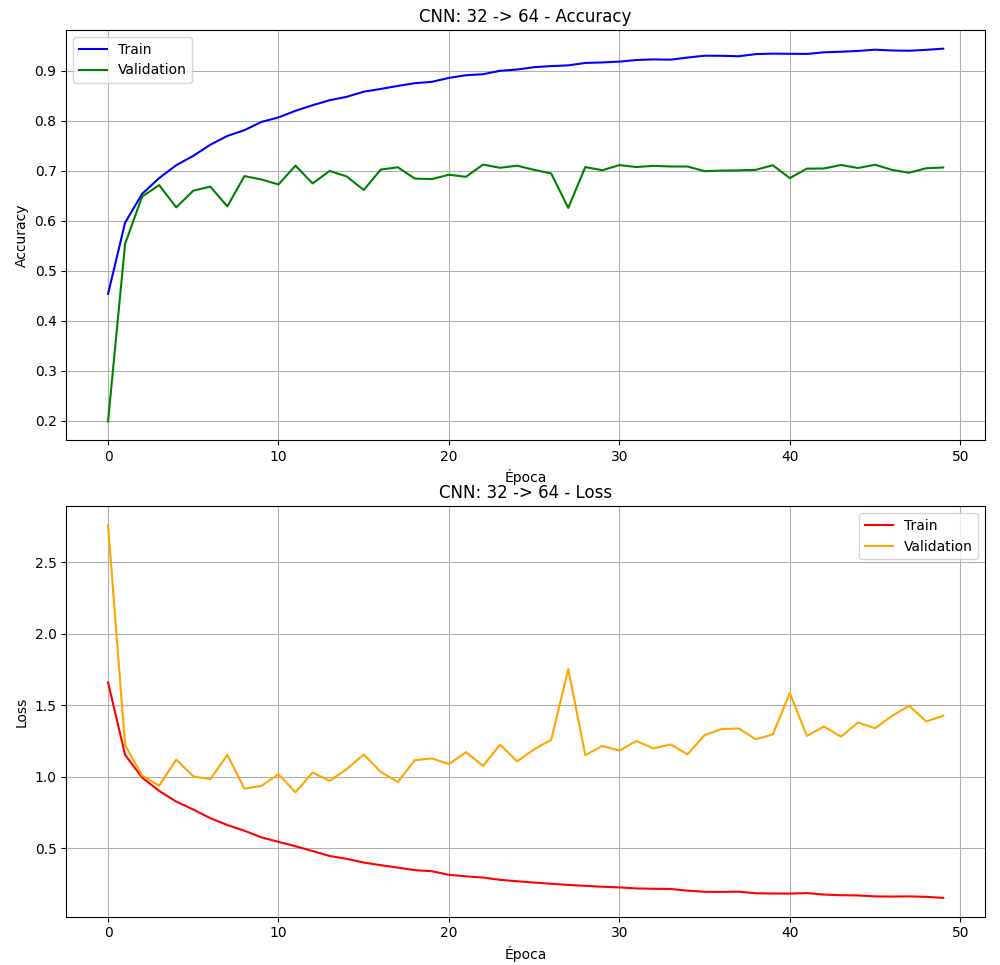 CNN: 32 -> 64 - Accuracy
Train
Validation
0.9
0.8
0.7
0.6
0.5
0.4
0.3
0.2
Accuracy
0 10 20 30 40 50
Época
CNN: 32 -> 64 - Loss
Train
Validation
2.5
2.0
1.5
1.0
0.5
Loss
0 10 20 30 40 50
Época